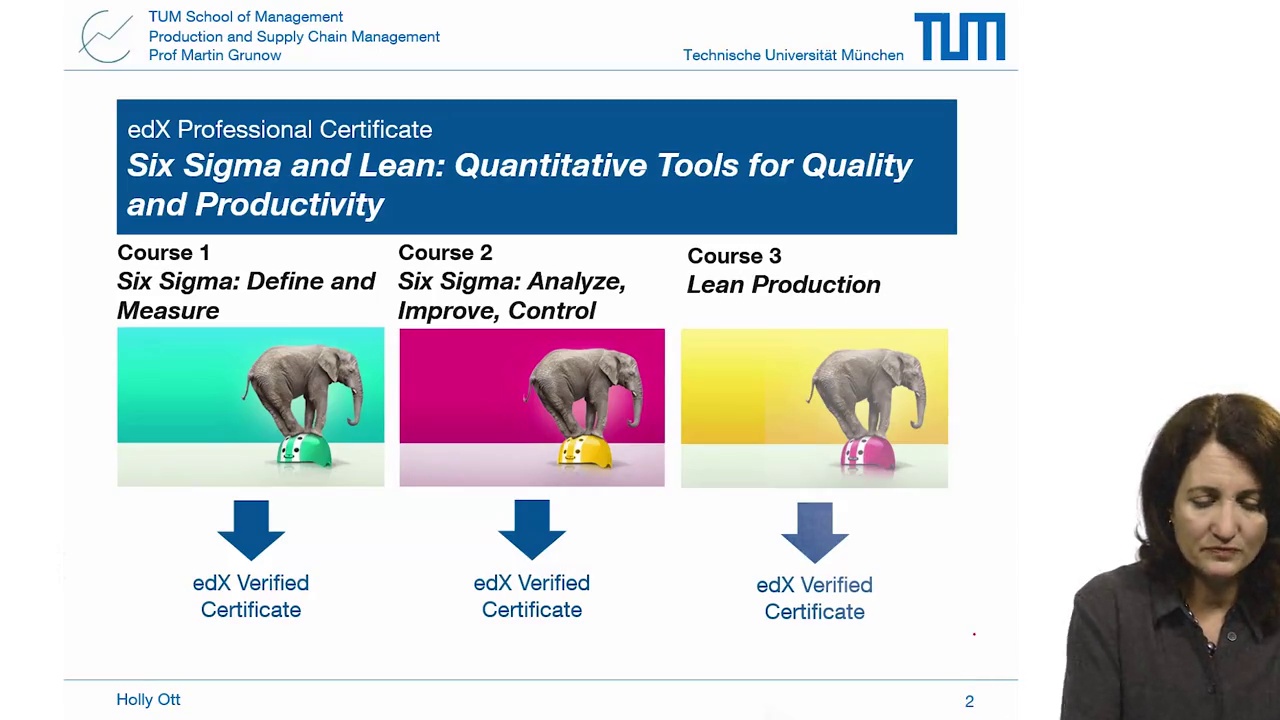 TUM School of Management
Production and Supply Chain Management
Prof Martin Grunow
Technische Universität München
TUM
edX Professional Certificate
Six Sigma and Lean: Quantitative Tools for Quality
and Productivity
Course 1
Six Sigma: Define and
Measure
Course 2
Six Sigma: Analyze,
Improve, Control
Course 3
Lean Production
edX Verified
Certificate
edX Verified
Certificate
edX Verified
Certificate
Holly Ott
2